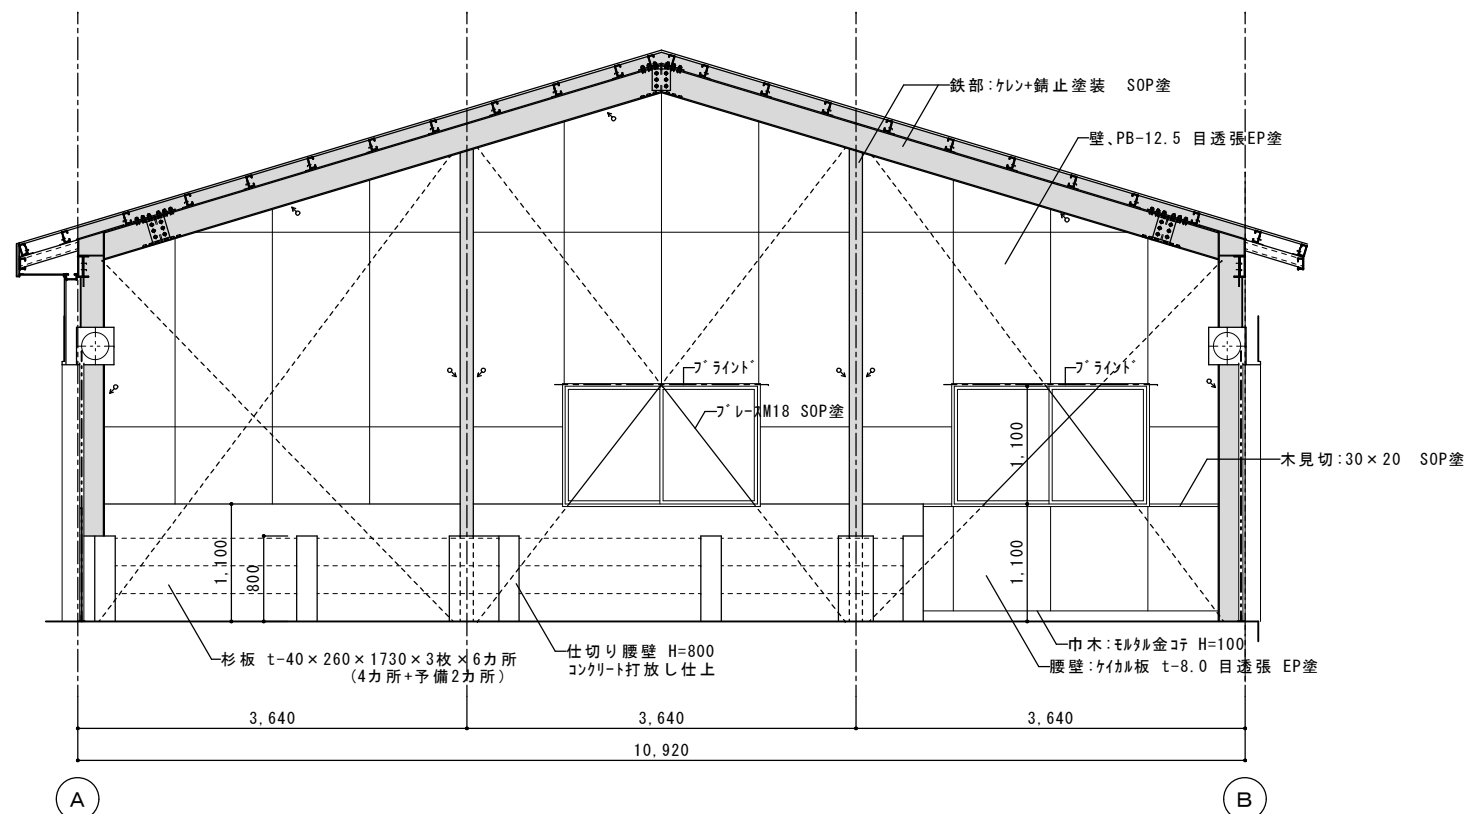 鉄部:ケレン+錆止塗装 SOP塗
壁、PB-12.5 目透張EP塗
ブラインド
ブラインド
ブレースM18 SOP塗
1,100
木見切:30×20 SOP塗
1,100
800
1,100
杉板 t-40×260×1730×3枚×6カ所
(4カ所+予備2カ所)
仕切り腰壁 H=800
コンクリート打放し仕上
巾木:モルタル金コテ H=100
腰壁:ケイカル板 t-8.0 目透張 EP塗
3,640
3,640
3,640
10,920
A
B